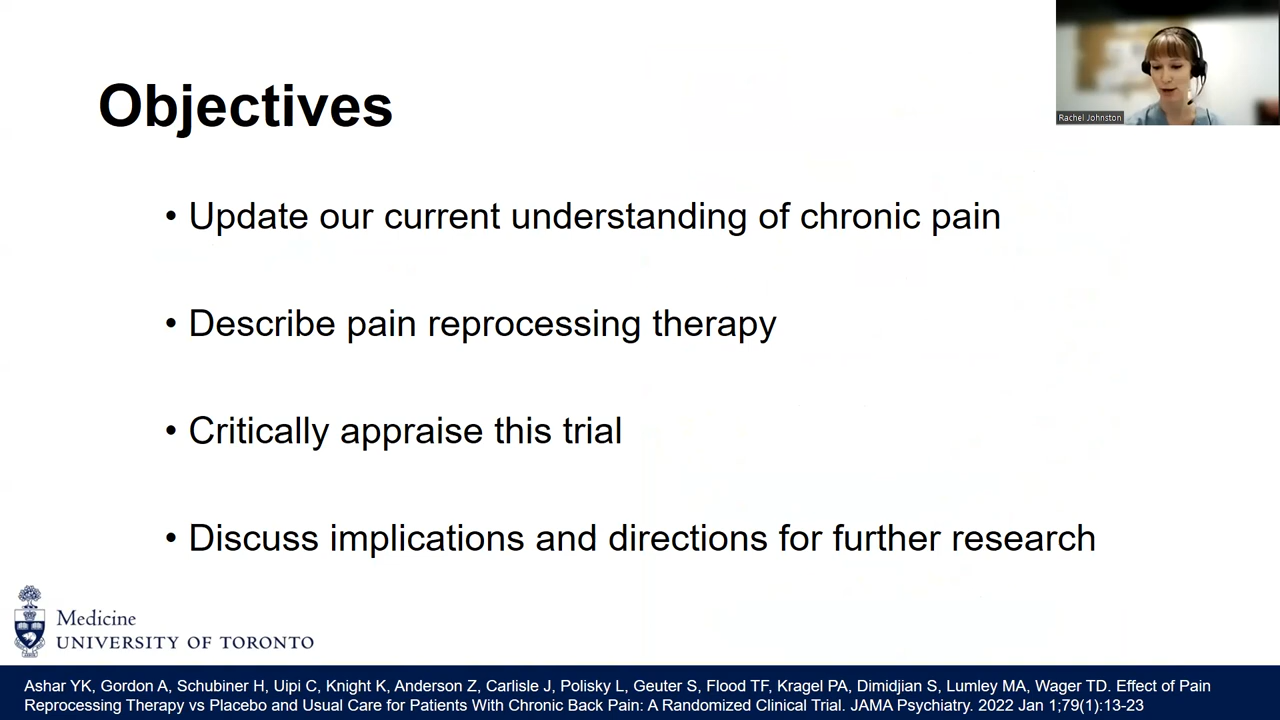 Objectives
Rachel Johnston
• Update our current understanding of chronic pain
• Describe pain reprocessing therapy
• Critically appraise this trial
• Discuss implications and directions for further research
Medicine
UNIVERSITY OF TORONTO
Ashar YK, Gordon A, Schubiner H, Uipi C, Knight K, Anderson Z, Carlisle J, Polisky L, Geuter S, Flood TF, Kragel PA, Dimidjian S, Lumley MA, Wager TD. Effect of Pain
Reprocessing Therapy vs Placebo and Usual Care for Patients With Chronic Back Pain: A Randomized Clinical Trial. JAMA Psychiatry. 2022 Jan 1;79(1):13-23